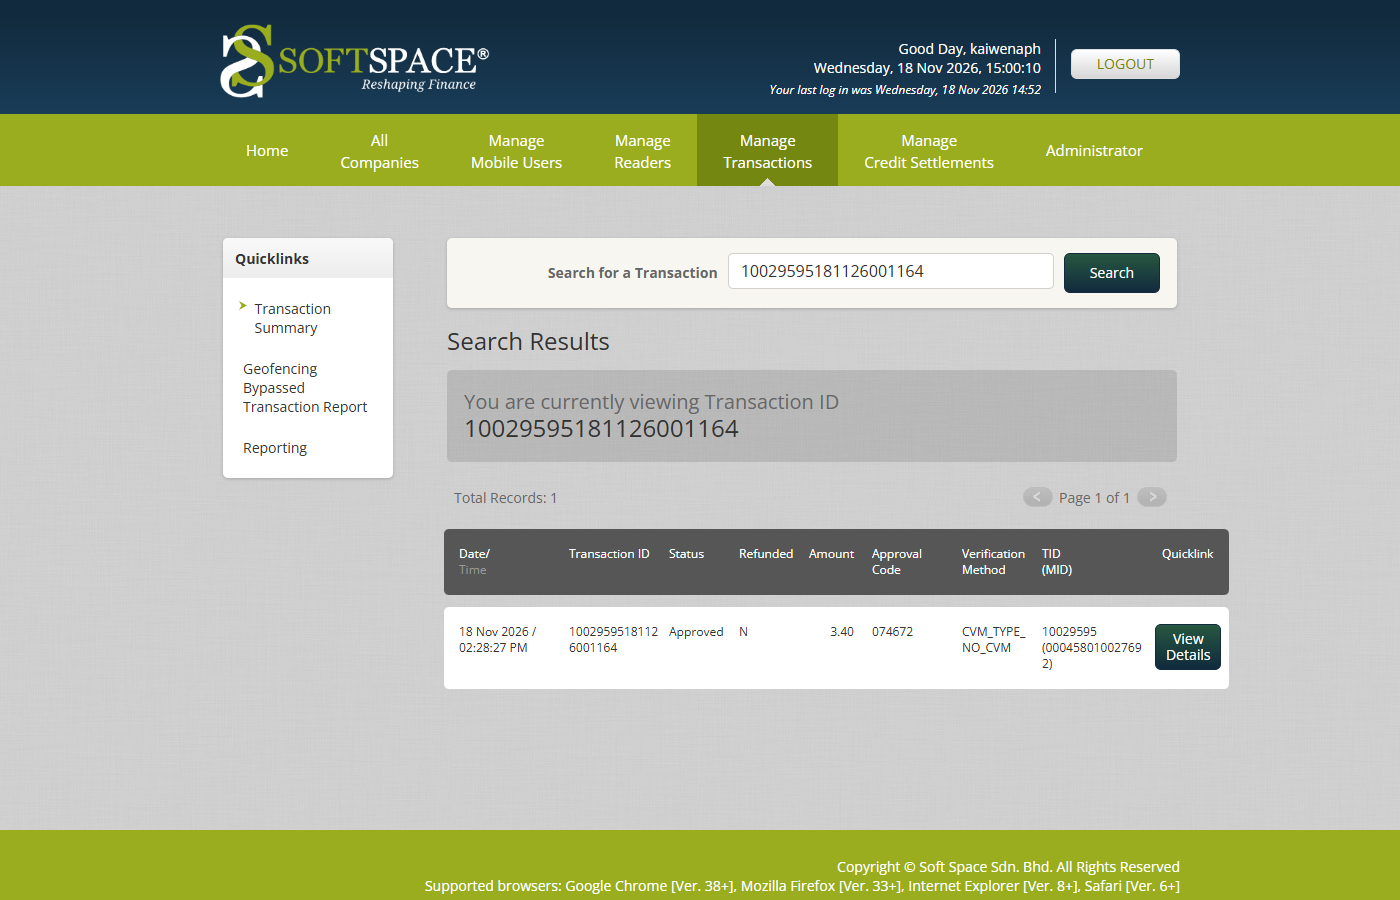 SOFTSPACE®
Reshaping Finance
Good Day, kaiwenaph
Wednesday, 18 Nov 2026, 15:00:10
Your last log in was Wednesday, 18 Nov 2026 14:52
LOGOUT
Home
All
Companies
Manage
Mobile Users
Manage
Readers
Manage
Transactions
Manage
Credit Settlements
Administrator
Quicklinks
Transaction
Summary
Geofencing
Bypassed
Transaction Report
Reporting
Search for a Transaction
10029595181126001164
Search
Search Results
You are currently viewing Transaction ID
10029595181126001164
Total Records: 1
< Page 1 of 1 >
Date/
Time
Transaction ID
Status
Refunded
Amount
Approval
Code
Verification
Method
TID
(MID)
Quicklink
18 Nov 2026 /
02:28:27 PM
1002959518112
6001164
Approved
N
3.40
074672
CVM_TYPE_
NO_CVM
10029595
(00045801002769
2)
View
Details
Copyright © Soft Space Sdn. Bhd. All Rights Reserved
Supported browsers: Google Chrome [Ver. 38+], Mozilla Firefox [Ver. 33+], Internet Explorer [Ver. 8+], Safari [Ver. 6+]